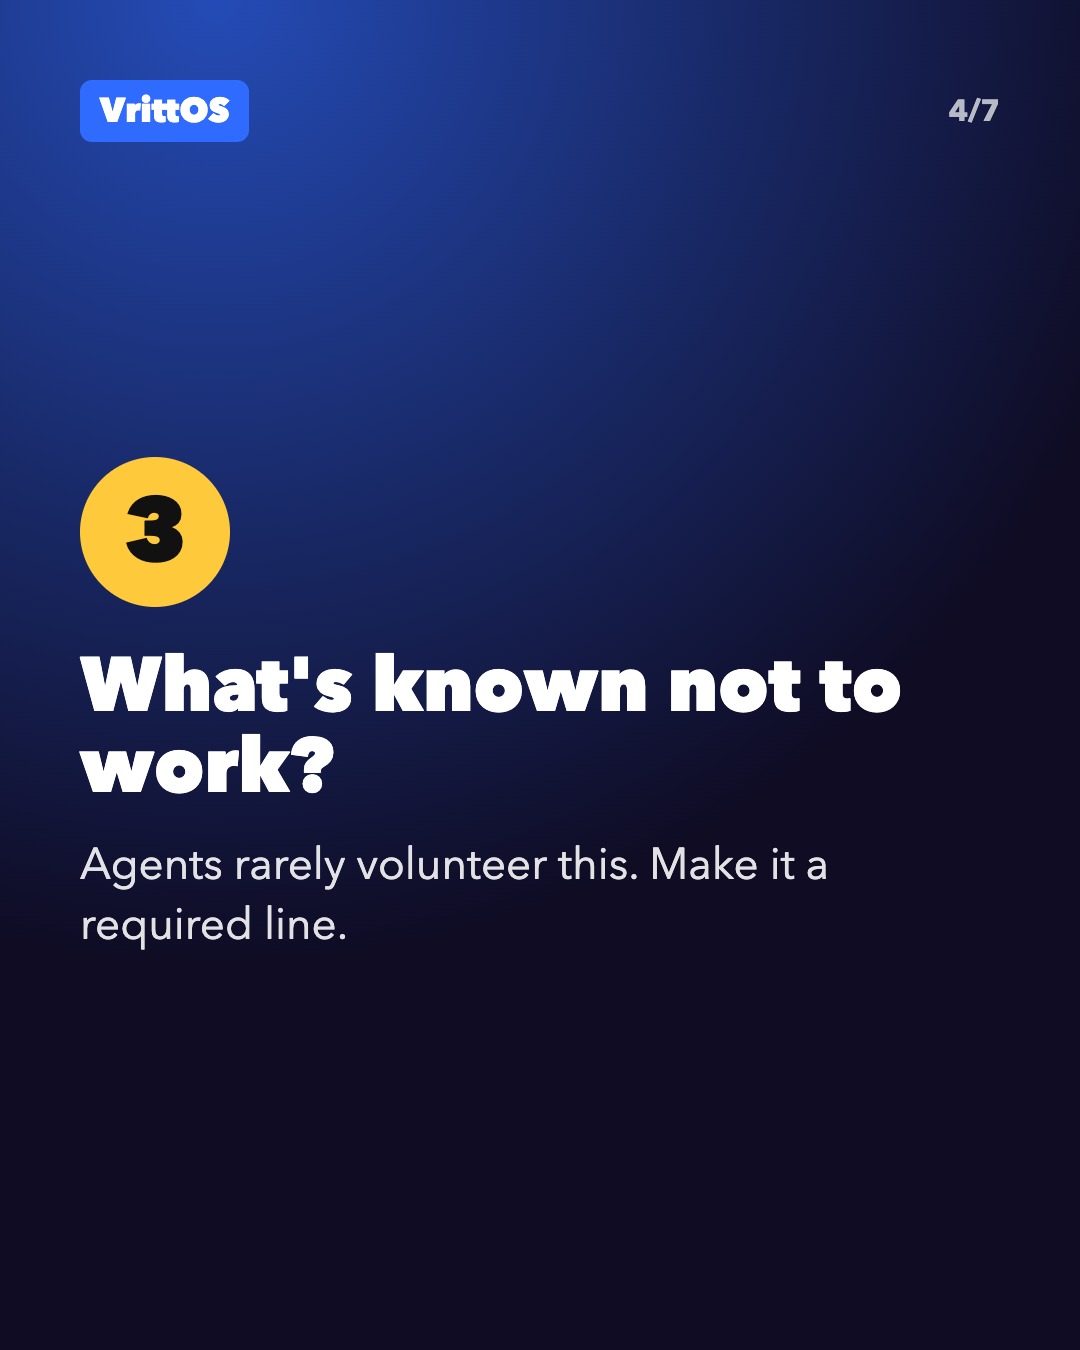 VrittOS
4/7
3
What's known not to
work?
Agents rarely volunteer this. Make it a
required line.